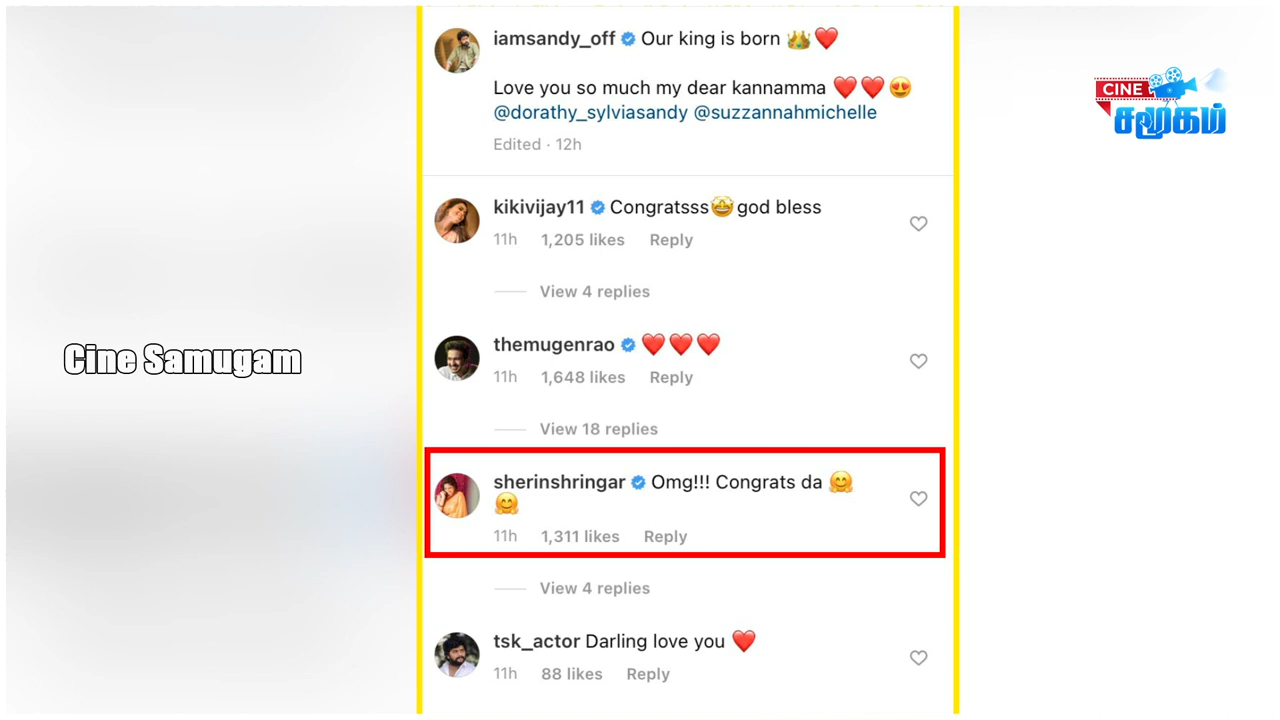 iamsandy_off Our king is born 👑❤️
Love you so much my dear kannamma ❤️❤️😍
@dorathy_sylviasandy @suzzannahmichelle
Edited · 12h
CINE
சமூகம்
kikivijay11 Congratsss🤩god bless
11h 1,205 likes Reply
View 4 replies
themugenrao ❤️❤️❤️
11h 1,648 likes Reply
View 18 replies
Cine Samugam
sherinshringar Omg!!! Congrats da 🤗
🤗
11h 1,311 likes Reply
View 4 replies
tsk_actor Darling love you ❤️
11h 88 likes Reply